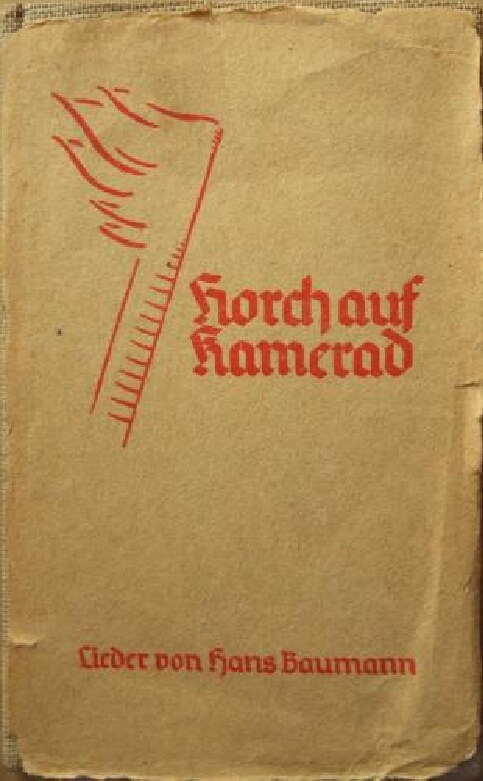 Horch auf
Kamerad
Lieder von Hans Baumann